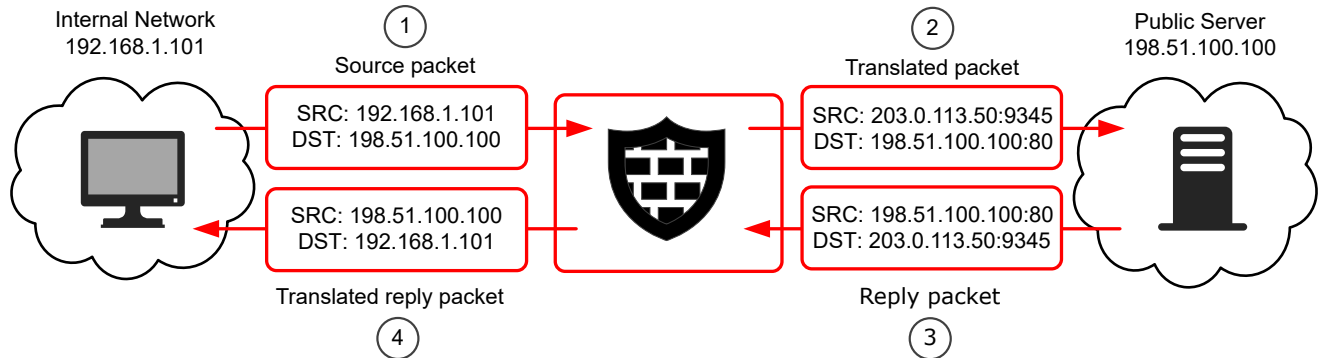 Internal Network
192.168.1.101
1
Source packet
2
Translated packet
Public Server
198.51.100.100
SRC: 192.168.1.101
DST: 198.51.100.100
SRC: 203.0.113.50:9345
DST: 198.51.100.100:80
SRC: 198.51.100.100
DST: 192.168.1.101
SRC: 198.51.100.100:80
DST: 203.0.113.50:9345
Translated reply packet
4
Reply packet
3